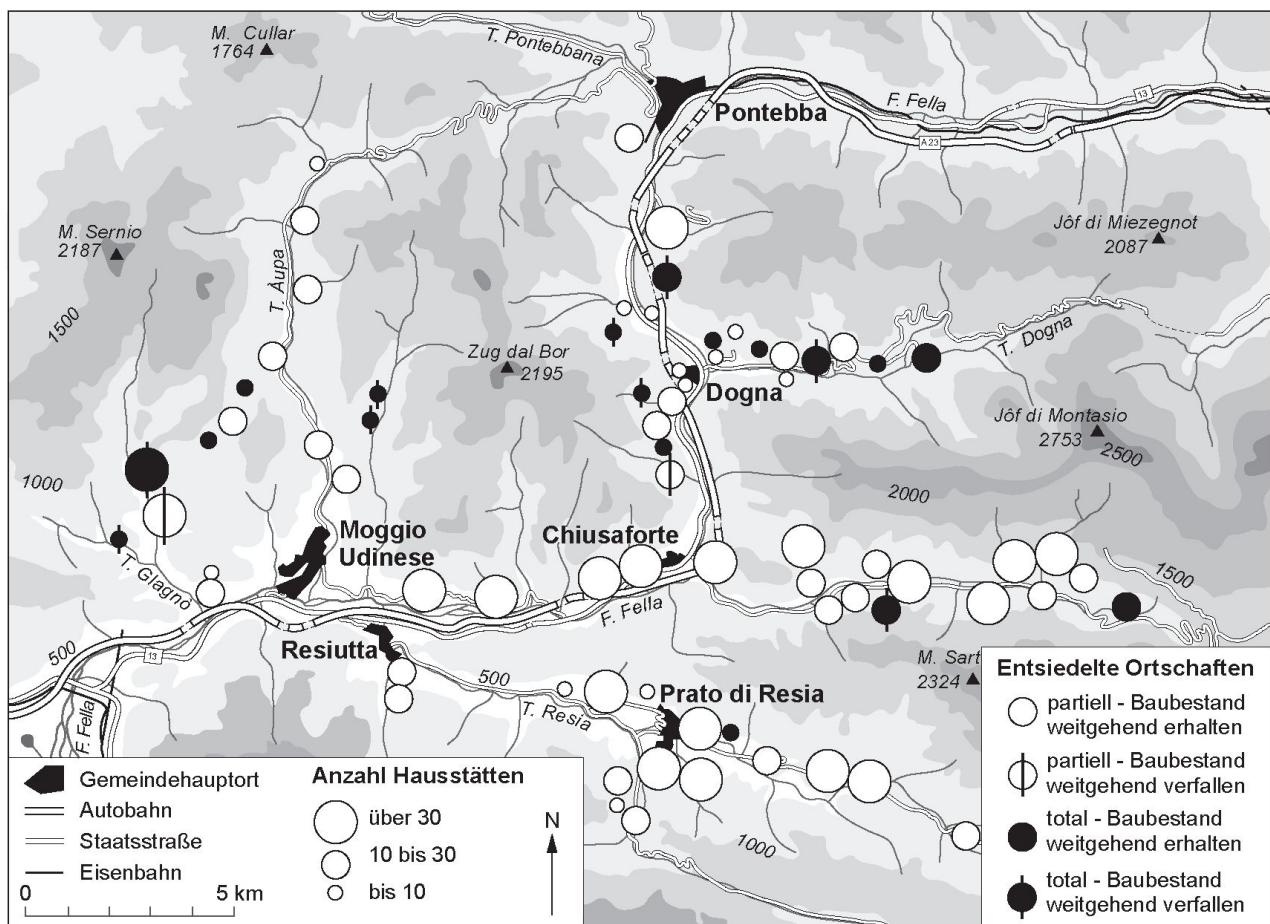 M. Cullar
1764
T. Pontebbana
Pontebba
F. Fella
13
A 23
M. Sernio
2187
T. Aupa
Jôf di Miezegnot
2087
1500
Zug dal Bor
2195
T. Dogna
Dogna
Jôf di Montasio
2753
2500
1000
2000
Moggio
Udinese
Chiusaforte
T. Glagno
1500
F. Fella
500
13
Resiutta
500
M. Sart
2324
Prato di Resia
T. Resia
F. Fella
1000
Gemeindehauptort
Autobahn
Staatsstraße
Eisenbahn
0 5 km
Anzahl Hausstätten
über 30
10 bis 30
bis 10
N
Entsiedelte Ortschaften
partiell - Baubestand
weitgehend erhalten
partiell - Baubestand
weitgehend verfallen
total - Baubestand
weitgehend erhalten
total - Baubestand
weitgehend verfallen